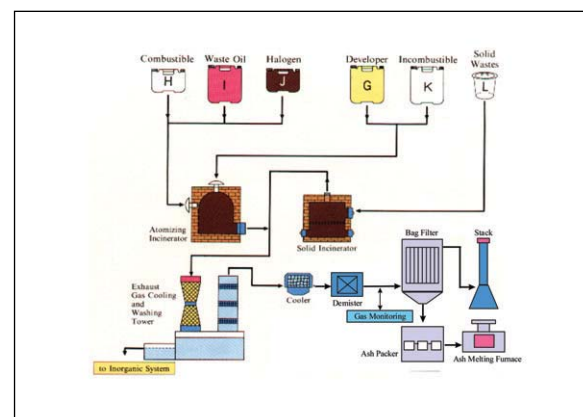 Combustible
Waste Oil
Halogen
Developer
Incombustible
Solid
Wastes
H
I
J
G
K
L
Atomizing
Incinerator
Solid Incinerator
Bag Filter
Stack
Exhaust
Gas Cooling
and
Washing
Tower
Cooler
Demister
Gas Monitoring
Ash Packer
Ash Melting Furnace
to Inorganic System